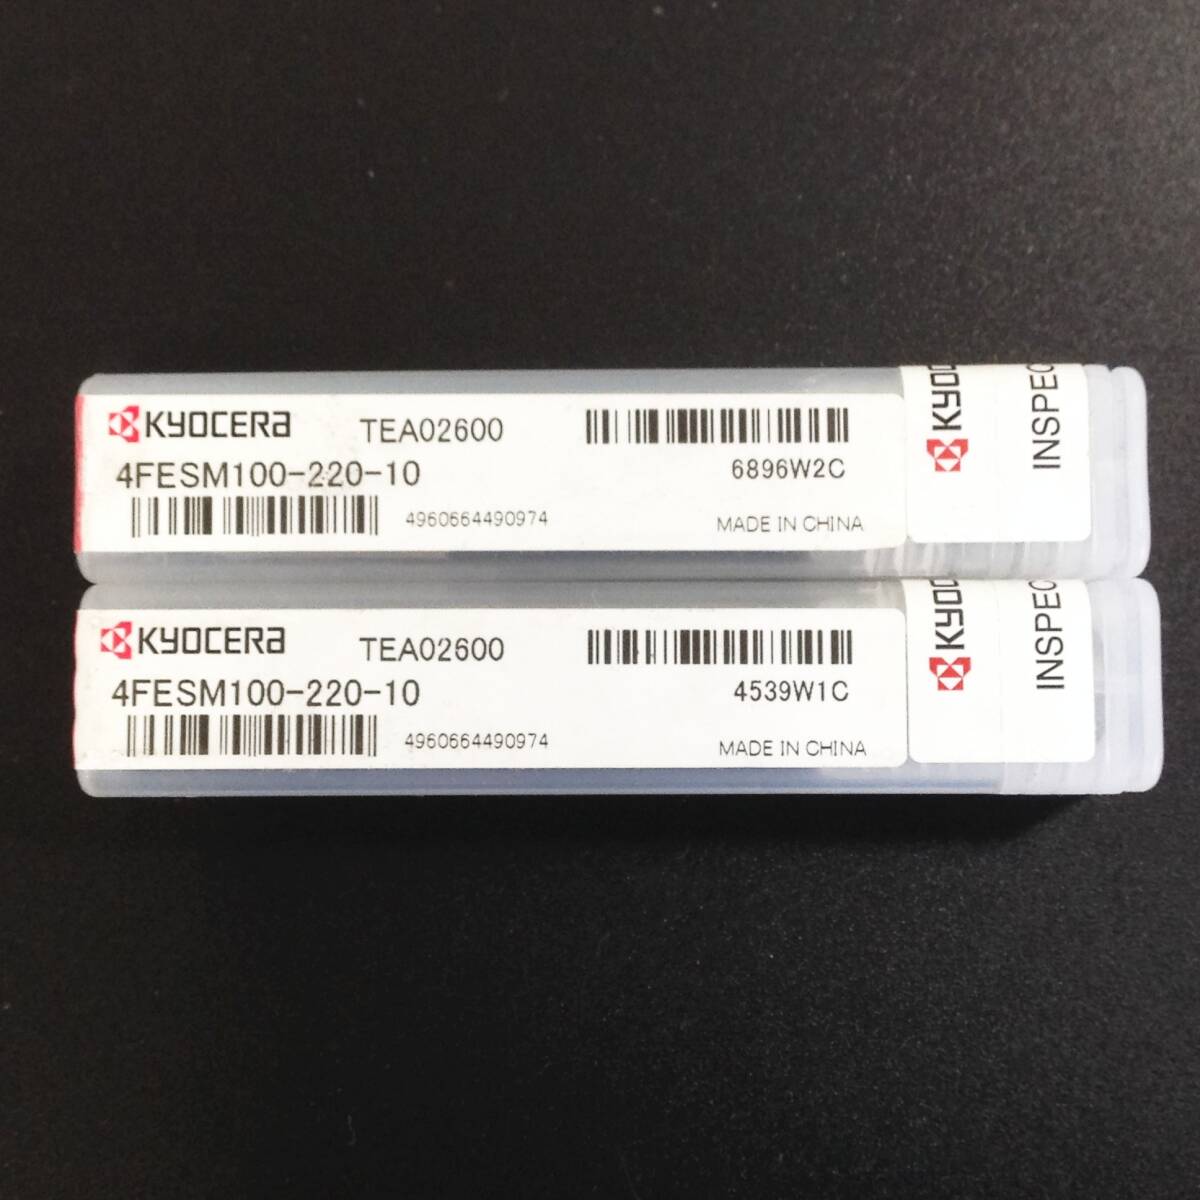 KYOCERA TEA02600
4FESM100-220-10 6896W2C
4960664490974 MADE IN CHINA
KYOC
INSPEC
KYOCERA TEA02600
4FESM100-220-10 4539W1C
4960664490974 MADE IN CHINA
KYOC
INSPEC